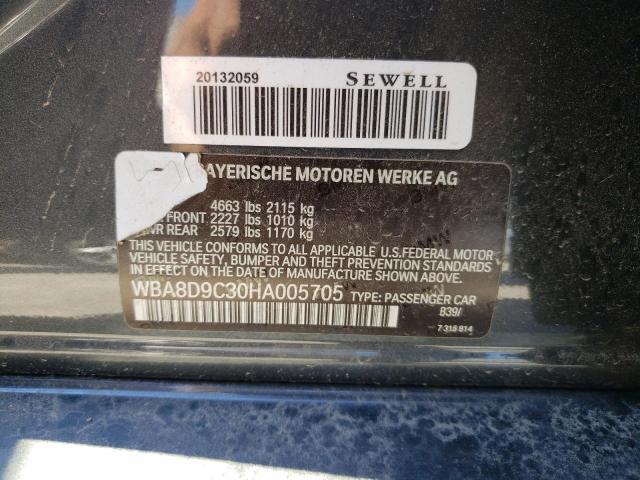 20132059 SEWELL
BAYERISCHE MOTOREN WERKE AG
4663 lbs 2115 kg
FRONT 2227 lbs 1010 kg
REAR 2579 lbs 1170 kg
THIS VEHICLE CONFORMS TO ALL APPLICABLE U.S.FEDERAL MOTOR
VEHICLE SAFETY, BUMPER AND THEFT PREVENTION STANDARDS IN
EFFECT ON THE DATE OF MANUFACTURE SHOWN ABOVE.
WBA8D9C30HA005705 TYPE: PASSENGER CAR
B39/
7 315 814